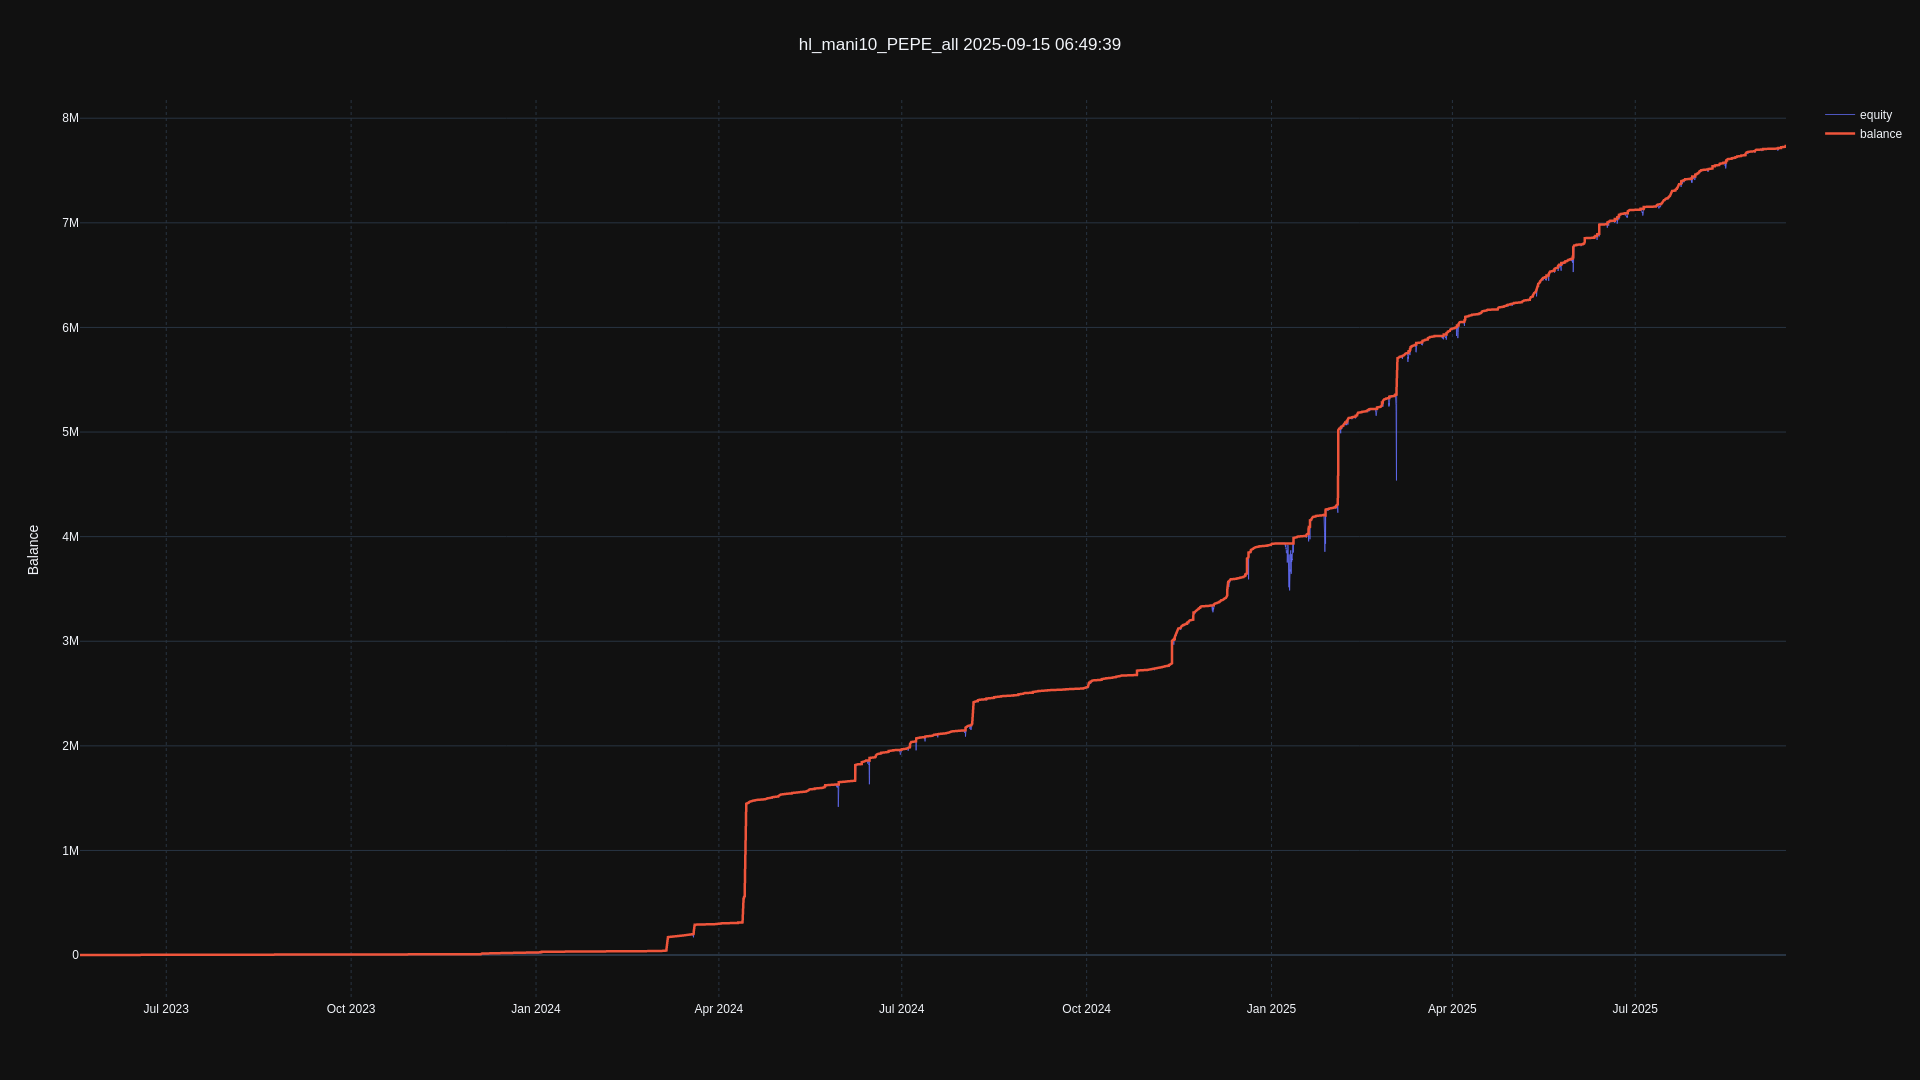 hl_mani10_PEPE_all 2025-09-15 06:49:39
equity
balance
Balance
8M
7M
6M
5M
4M
3M
2M
1M
0
Jul 2023
Oct 2023
Jan 2024
Apr 2024
Jul 2024
Oct 2024
Jan 2025
Apr 2025
Jul 2025